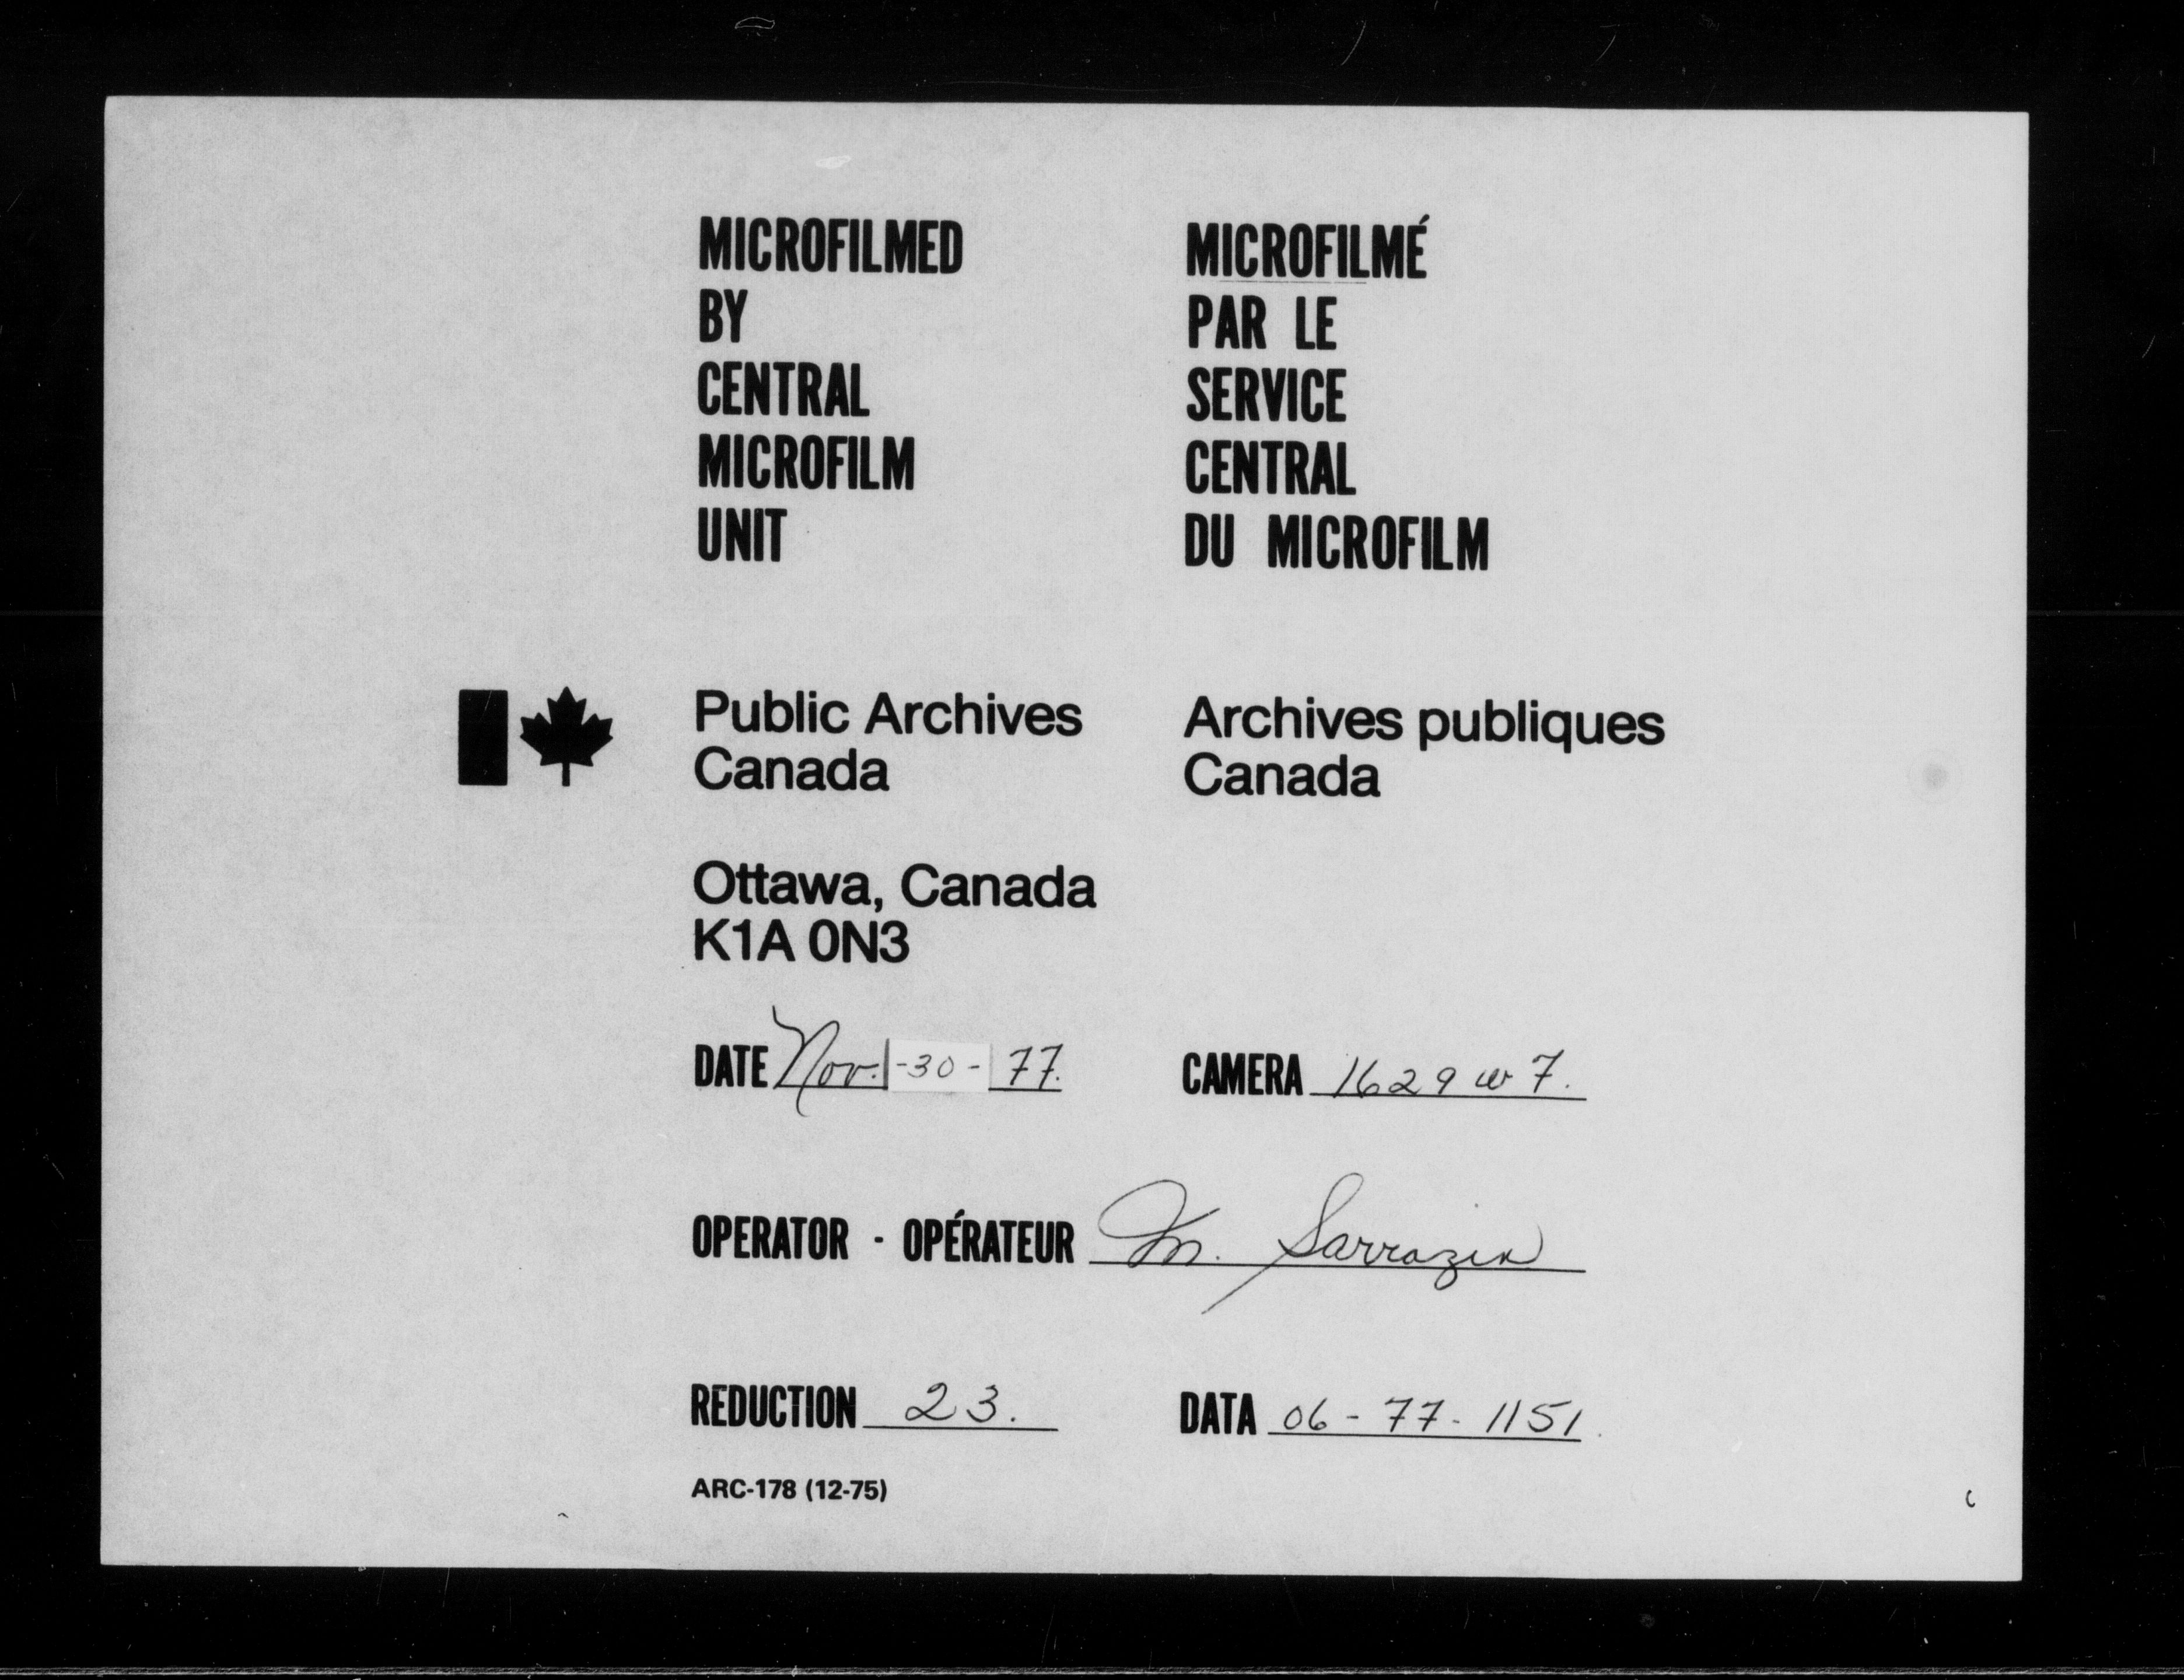 MICROFILMED
BY
CENTRAL
MICROFILM
UNIT
MICROFILMÉ
PAR LE
SERVICE
CENTRAL
DU MICROFILM
Public Archives
Canada
Archives publiques
Canada
Ottawa, Canada
K1A 0N3
DATE Nov. -30- 77.
CAMERA 1629 w 7.
OPERATOR - OPÉRATEUR M. Sarrazin
REDUCTION 23.
DATA 06-77-1151.
ARC-178 (12-75)